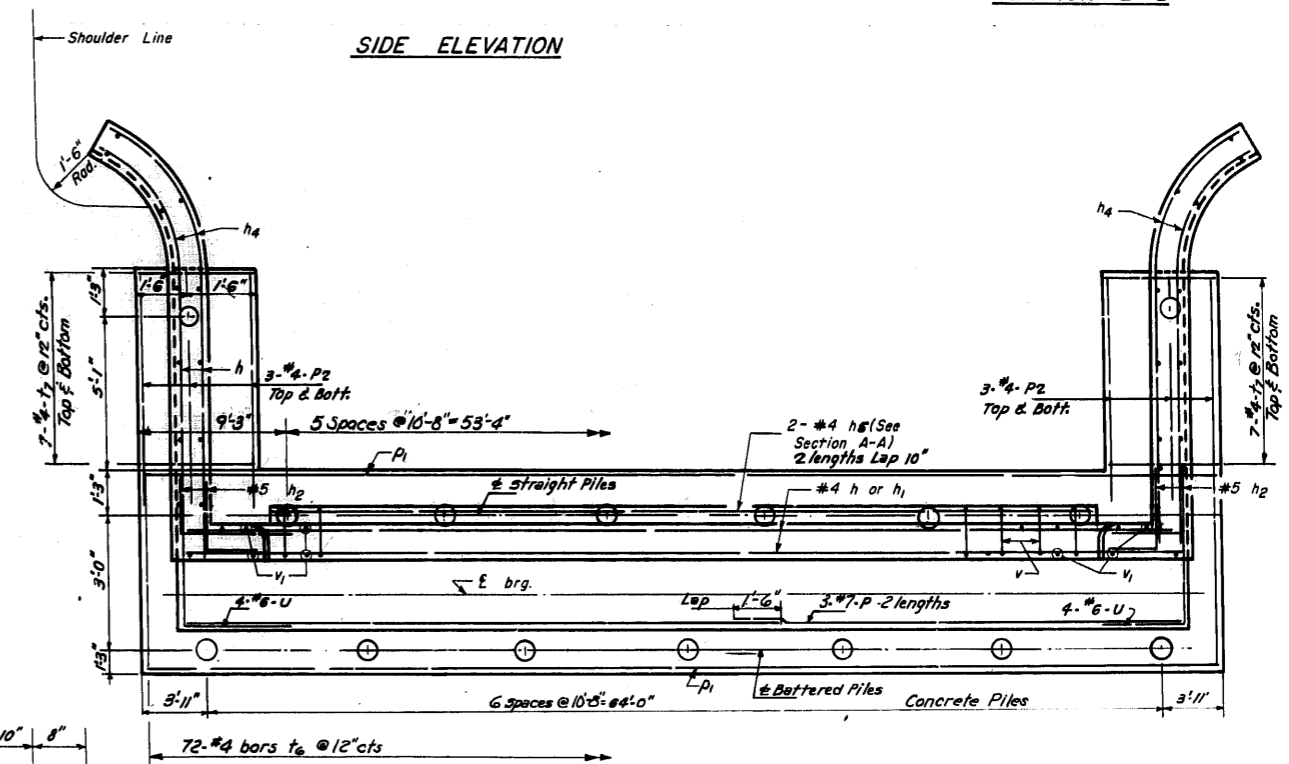 SIDE ELEVATION
Shoulder Line
1'-6"
Rad.
h4
h4
1'-6"
1'-6"
1'-3"
7-#4-t7 @ 12" cts.
Top & Bottom
5'-1"
h
3-#4-P2
Top & Bott.
3-#4-P2
Top & Bott.
7-#4-t7 @ 12" cts.
Top & Bottom
9'-3"
5 Spaces @ 10'-8" = 53'-4"
2-#4 h5 (See
Section A-A)
2 lengths Lap 10"
P1
1'-3"
#5 h2
℄ straight Piles
#4 h or h1
#5 h2
3'-0"
V1
V
V1
℄ brg.
4-#6-U
Lap 1'-6"
3-#7-P-2 lengths
4-#6-U
1'-3"
P1
℄ Battered Piles
3'-11"
6 spaces @ 10'-8" = 64'-0"
Concrete Piles
3'-11"
10" 8"
72-#4 bars t6 @ 12" cts